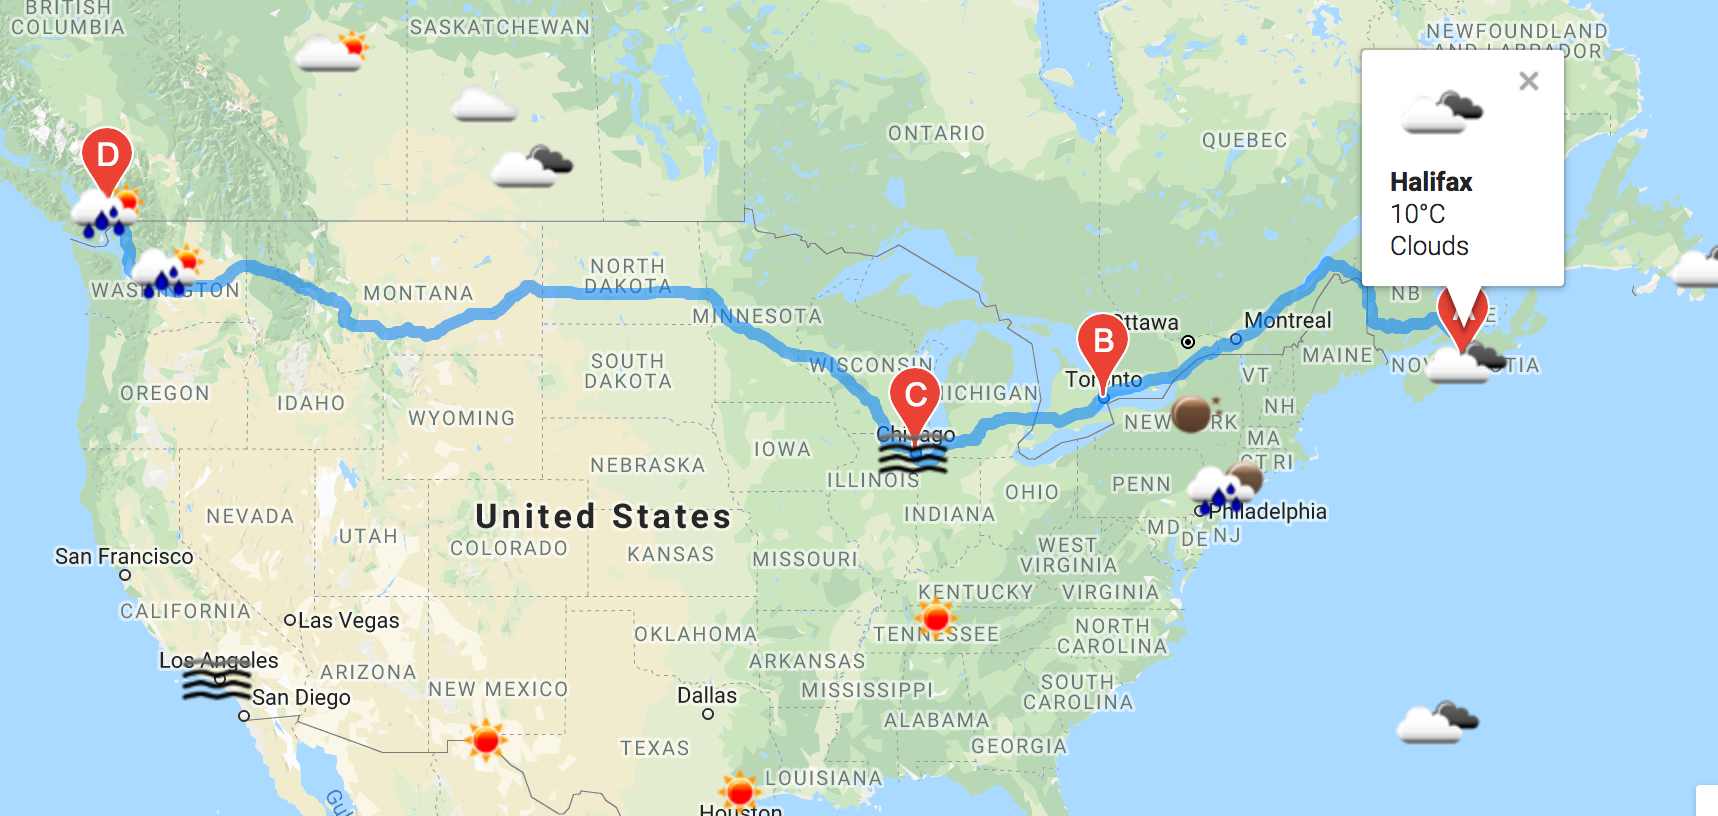 BRITISH
COLUMBIA
SASKATCHEWAN
NEWFOUNDLAND
AND LABRADOR
ONTARIO
QUEBEC
D
Halifax
10°C
Clouds
WASHINGTON
MONTANA
NORTH
DAKOTA
MINNESOTA
NB
A
Ottawa
Montreal
B
WISCONSIN
SOUTH
DAKOTA
MICHIGAN
Toronto
VT
MAINE
NOVA SCOTIA
OREGON
IDAHO
WYOMING
C
Chicago
NEW YORK
NH
MA
CT RI
IOWA
NEBRASKA
ILLINOIS
OHIO
PENN
INDIANA
Philadelphia
NEVADA
United States
UTAH
COLORADO
KANSAS
MISSOURI
WEST
VIRGINIA
MD
DE
NJ
San Francisco
CALIFORNIA
Las Vegas
KENTUCKY
VIRGINIA
OKLAHOMA
TENNESSEE
NORTH
CAROLINA
Los Angeles
San Diego
ARIZONA
NEW MEXICO
Dallas
ARKANSAS
MISSISSIPPI
SOUTH
CAROLINA
ALABAMA
GEORGIA
TEXAS
LOUISIANA
Houston
Gul